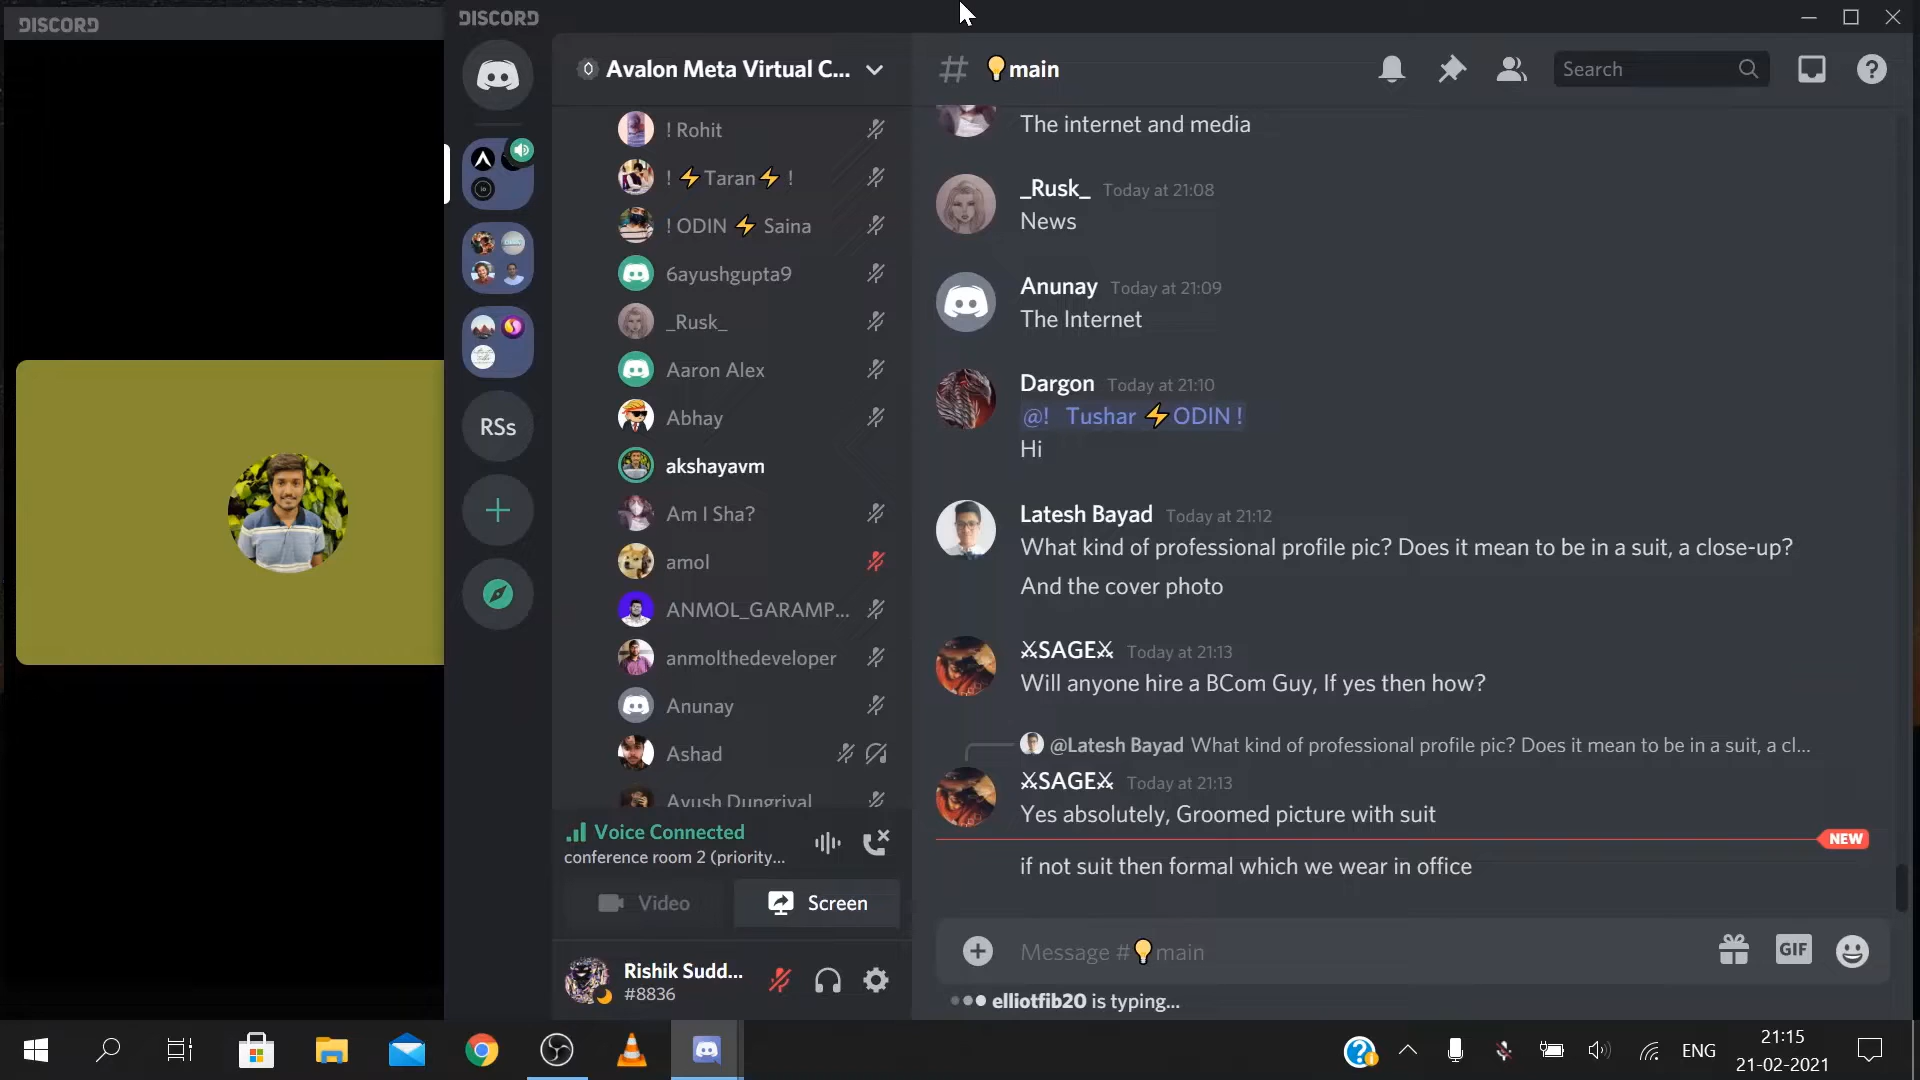 DISCORD
DISCORD
Avalon Meta Virtual C...
! Rohit
! ⚡Taran⚡ !
! ODIN ⚡ Saina
6ayushgupta9
_Rusk_
Aaron Alex
Abhay
akshayavm
Am I Sha?
amol
ANMOL_GARAMP...
anmolthedeveloper
Anunay
Ashad
Ayush Dungriyal
RSs
Voice Connected
conference room 2 (priority...
Video
Screen
Rishik Sudd...
#8836
# 💡main
Search
The internet and media
_Rusk_ Today at 21:08
News
Anunay Today at 21:09
The Internet
Dargon Today at 21:10
@! Tushar ⚡ODIN !
Hi
Latesh Bayad Today at 21:12
What kind of professional profile pic? Does it mean to be in a suit, a close-up?
And the cover photo
⚔SAGE⚔ Today at 21:13
Will anyone hire a BCom Guy, If yes then how?
@Latesh Bayad What kind of professional profile pic? Does it mean to be in a suit, a cl...
⚔SAGE⚔ Today at 21:13
Yes absolutely, Groomed picture with suit
NEW
if not suit then formal which we wear in office
Message #💡main
GIF
elliotfib20 is typing...
ENG
21:15
21-02-2021